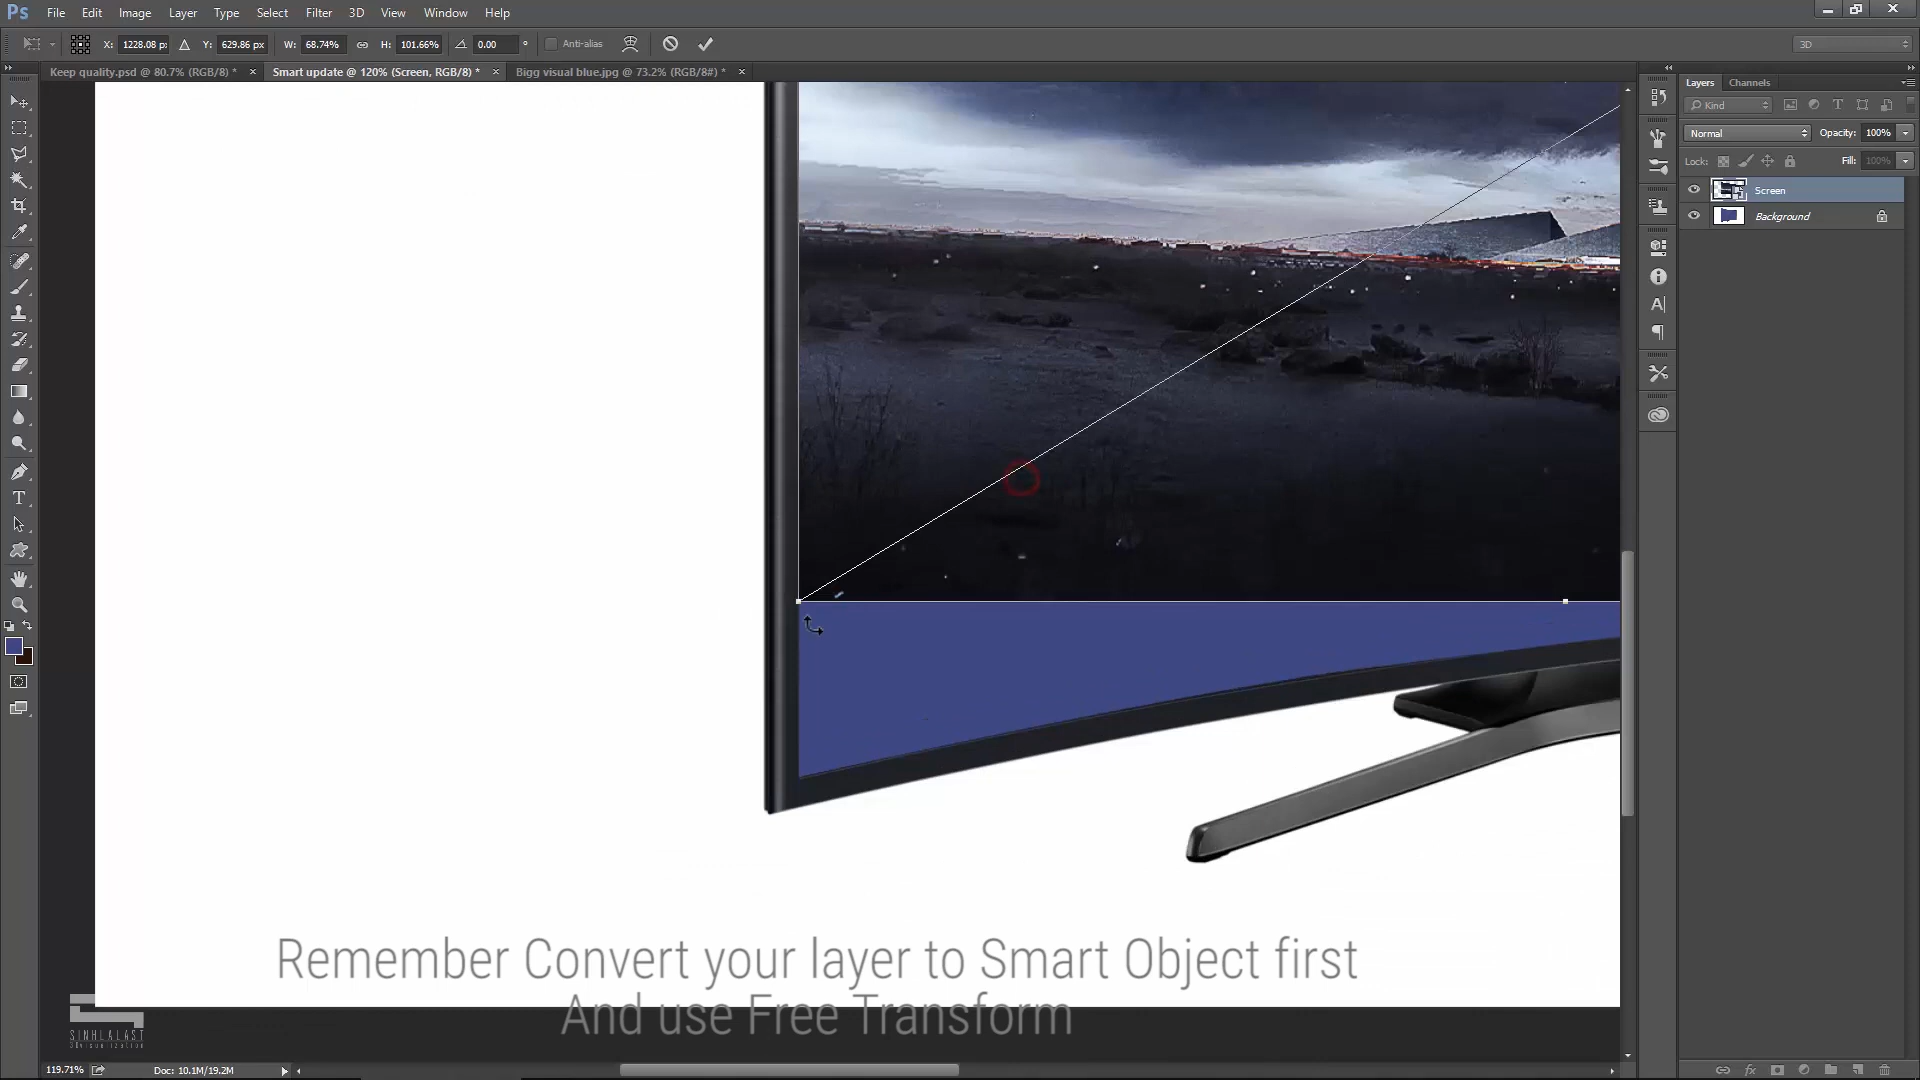 Ps File Edit Image Layer Type Select Filter 3D View Window Help
X: 1228.08 px Y: 629.86 px W: 68.74% H: 101.66% 0.00 ° Anti-alias 3D
Keep quality.psd @ 80.7% (RGB/8) * Smart update @ 120% (Screen, RGB/8) * Bigg visual blue.jpg @ 73.2% (RGB/8#) *
Layers Channels
Kind
Normal Opacity: 100%
Lock: Fill: 100%
Screen
Background
Remember Convert your layer to Smart Object first
And use Free Transform
SINHLALAST
3Dvisualization
119.71% Doc: 10.1M/19.2M